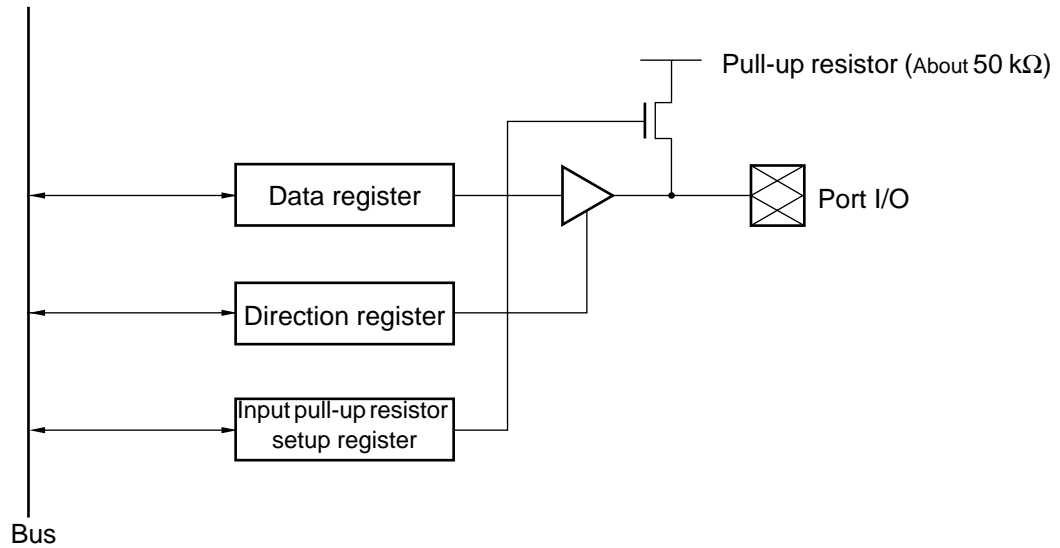 Pull-up resistor (About 50 kΩ)
Data register
Port I/O
Direction register
Input pull-up resistor
setup register
Bus